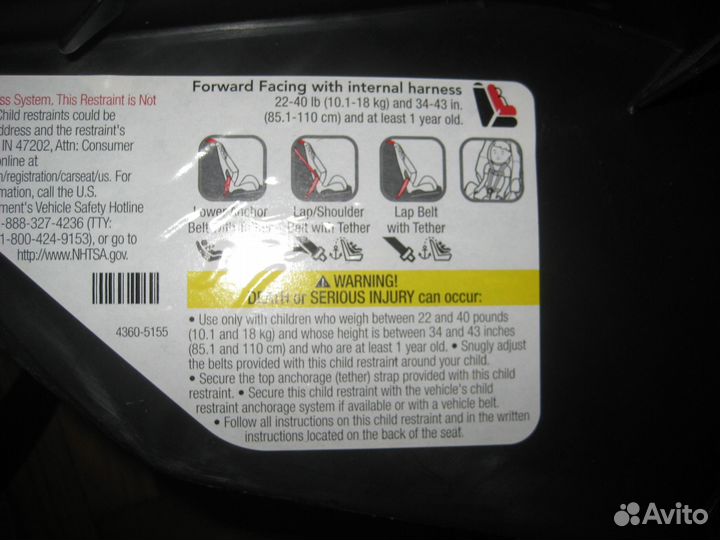 Forward Facing with internal harness
22-40 lb (10.1-18 kg) and 34-43 in.
(85.1-110 cm) and at least 1 year old.
ss System. This Restraint is Not
Child restraints could be
ddress and the restraint's
IN 47202, Attn: Consumer
online at
/registration/carseat/us. For
mation, call the U.S.
ment's Vehicle Safety Hotline
-888-327-4236 (TTY:
1-800-424-9153), or go to
http://www.NHTSA.gov.
4360-5155
Lower Anchor
Belt with Tether
Lap/Shoulder
Belt with Tether
Lap Belt
with Tether
WARNING!
DEATH or SERIOUS INJURY can occur:
• Use only with children who weigh between 22 and 40 pounds
(10.1 and 18 kg) and whose height is between 34 and 43 inches
(85.1 and 110 cm) and who are at least 1 year old. • Snugly adjust
the belts provided with this child restraint around your child.
• Secure the top anchorage (tether) strap provided with this child
restraint. • Secure this child restraint with the vehicle's child
restraint anchorage system if available or with a vehicle belt.
• Follow all instructions on this child restraint and in the written
instructions located on the back of the seat.
Avito